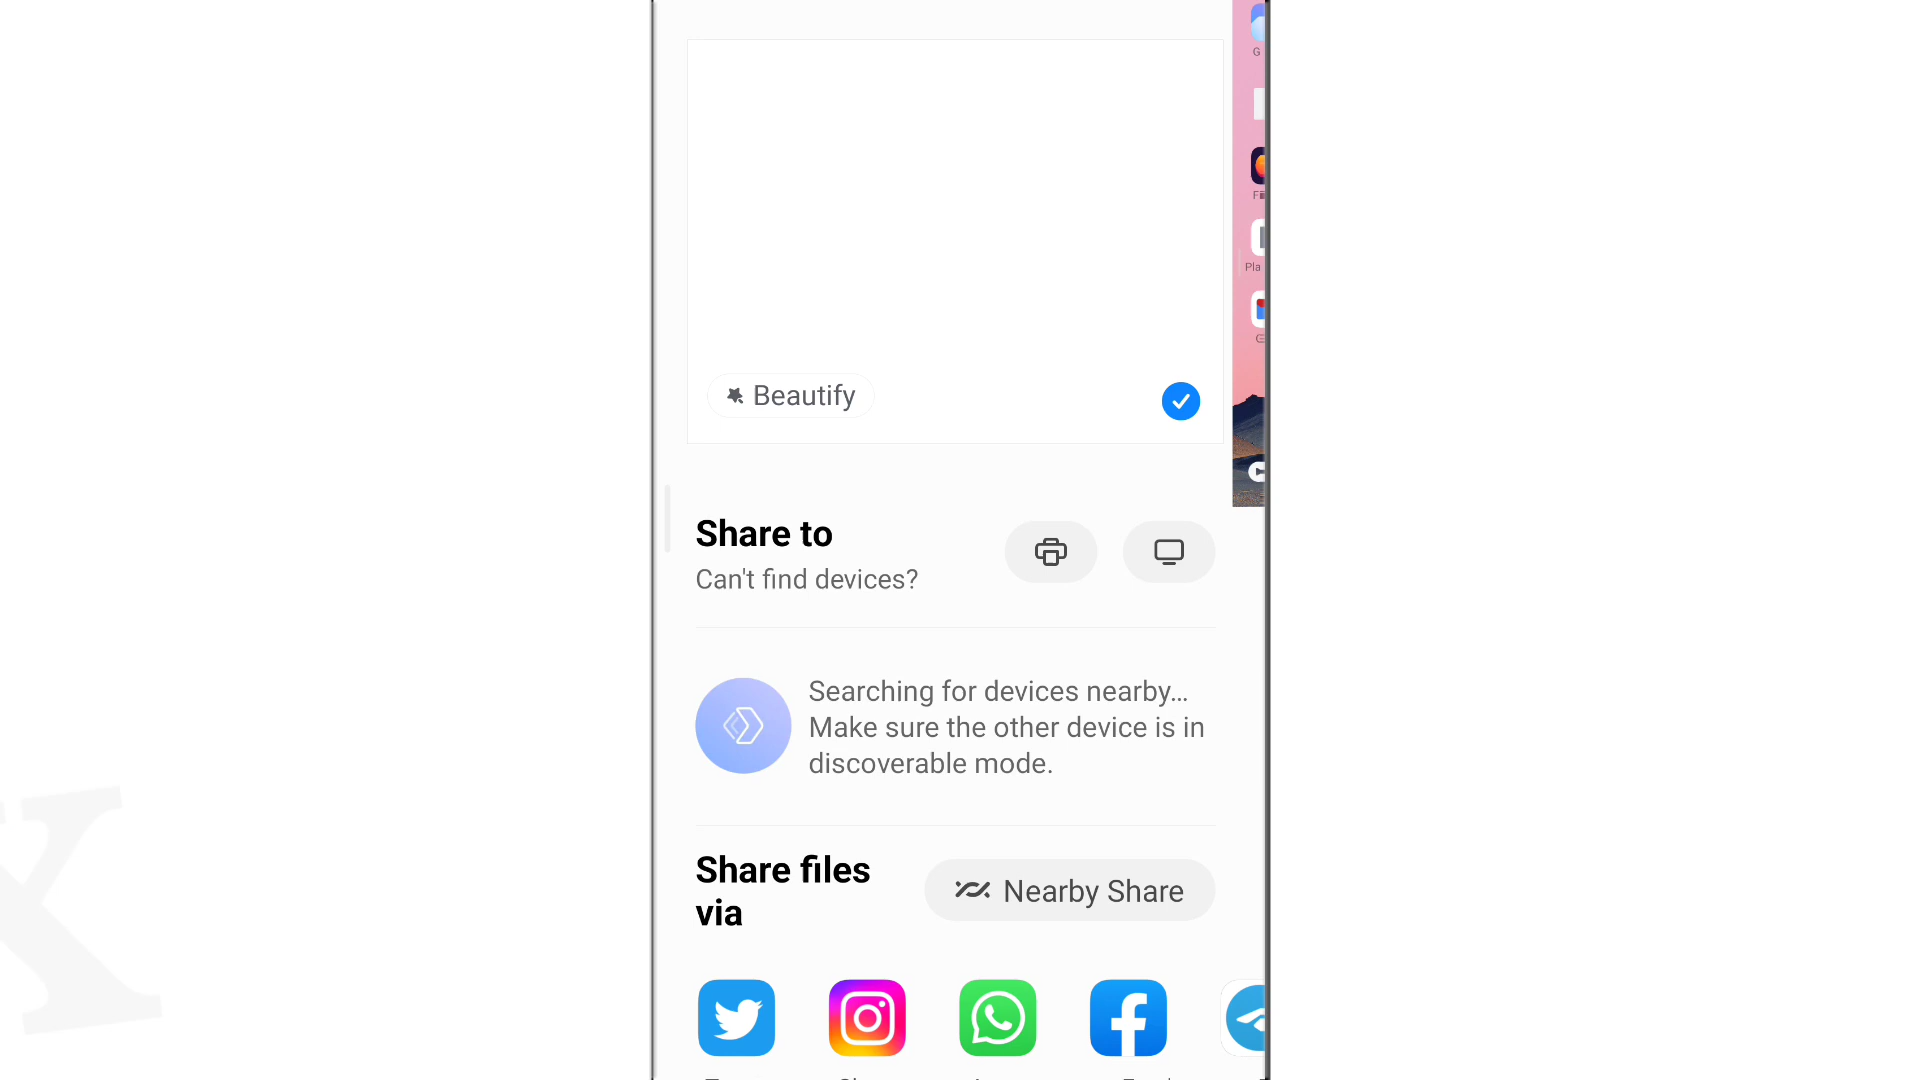 G
Pla
Beautify
Share to
Can't find devices?
Searching for devices nearby...
Make sure the other device is in
discoverable mode.
Share files
via
Nearby Share